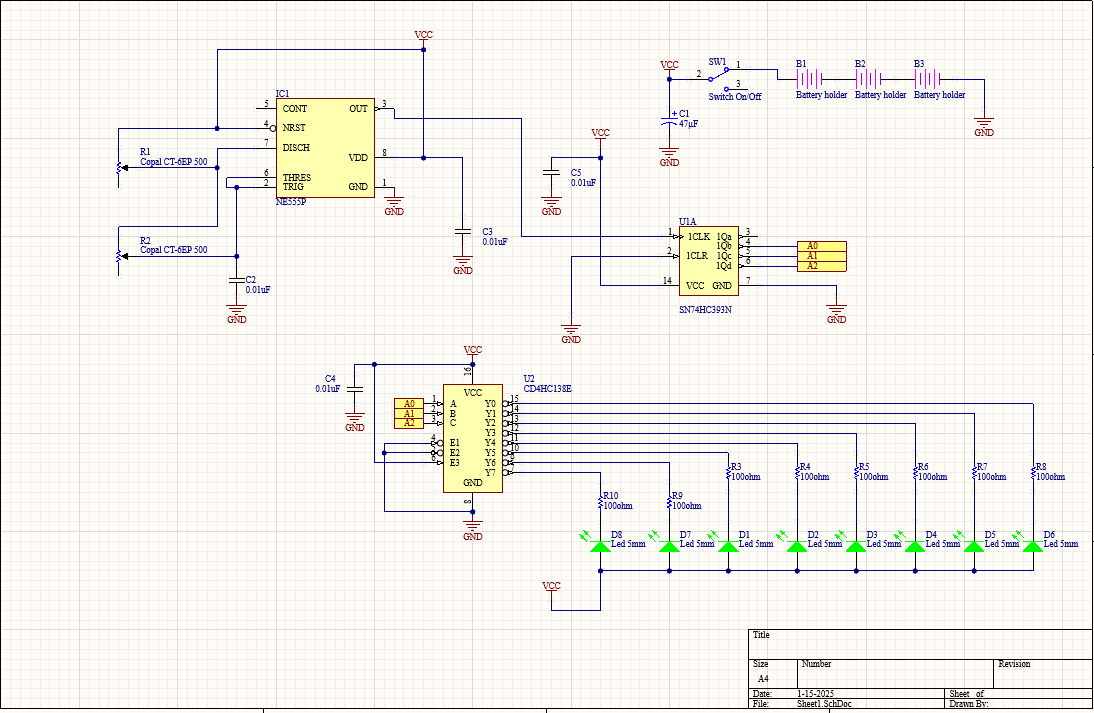 VCC
IC1
5 CONT OUT 3
4 NRST
7 DISCH
VDD 8
6 THRES
2 TRIG GND 1
NE555P
GND
R1
Copal CT-6EP 500
R2
Copal CT-6EP 500
C2
0.01uF
GND
C3
0.01uF
GND
VCC
SW1
2
1
3
Switch On/Off
B1
Battery holder
B2
Battery holder
B3
Battery holder
GND
C1
47µF
GND
VCC
C5
0.01uF
GND
U1A
1 1CLK 1Qa 3
1Qb 4
2 1CLR 1Qc 5
1Qd 6
14 VCC GND 7
SN74HC393N
A0
A1
A2
GND
GND
VCC
16
C4
0.01uF
GND
U2
CD4HC138E
VCC
A0 1 A Y0 15
A1 2 B Y1 14
A2 3 C Y2 13
Y3 12
4 E1 Y4 11
5 E2 Y5 10
6 E3 Y6 9
Y7 7
GND
8
GND
R3
100ohm
R4
100ohm
R5
100ohm
R6
100ohm
R7
100ohm
R8
100ohm
R10
100ohm
R9
100ohm
D8
Led 5mm
D7
Led 5mm
D1
Led 5mm
D2
Led 5mm
D3
Led 5mm
D4
Led 5mm
D5
Led 5mm
D6
Led 5mm
VCC
Title
Size Number Revision
A4
Date: 1-15-2025 Sheet of
File: Sheet1.SchDoc Drawn By: